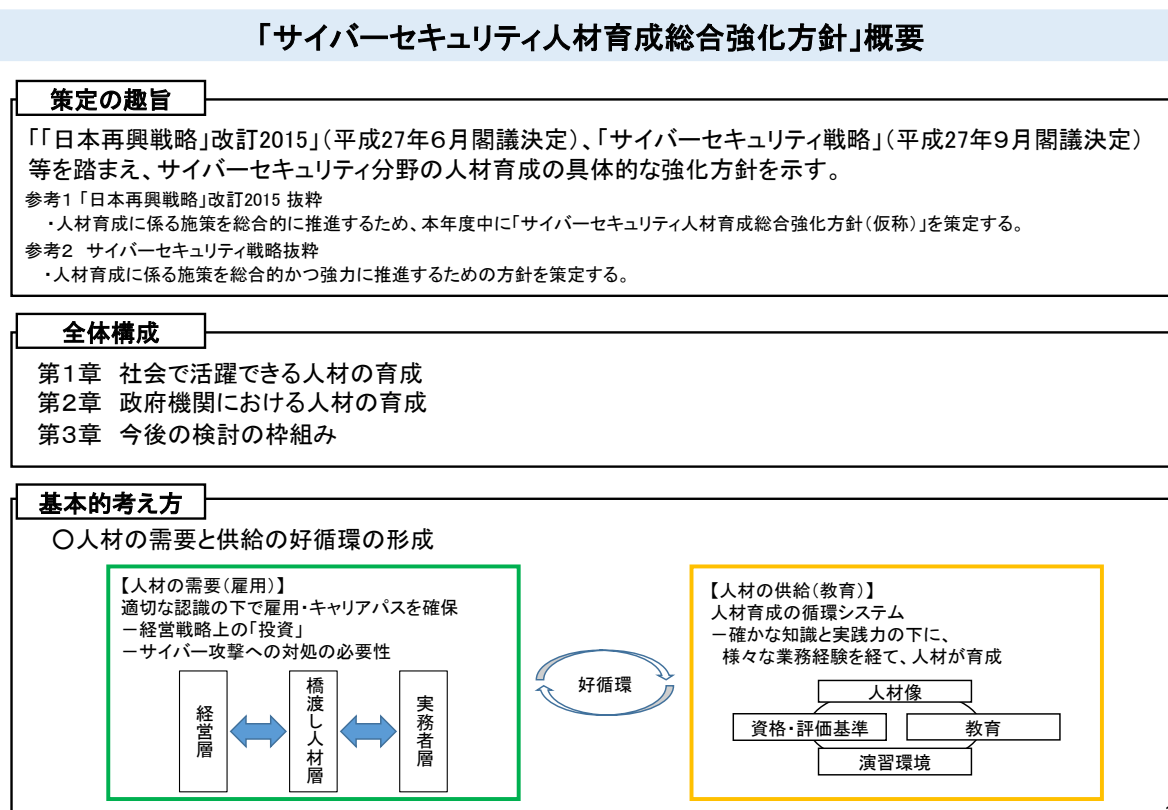 「サイバーセキュリティ人材育成総合強化方針」概要
策定の趣旨
「「日本再興戦略」改訂2015」(平成27年6月閣議決定)、「サイバーセキュリティ戦略」(平成27年9月閣議決定)
等を踏まえ、サイバーセキュリティ分野の人材育成の具体的な強化方針を示す。
参考1 「日本再興戦略」改訂2015 抜粋
・人材育成に係る施策を総合的に推進するため、本年度中に「サイバーセキュリティ人材育成総合強化方針(仮称)」を策定する。
参考2 サイバーセキュリティ戦略抜粋
・人材育成に係る施策を総合的かつ強力に推進するための方針を策定する。
全体構成
第1章 社会で活躍できる人材の育成
第2章 政府機関における人材の育成
第3章 今後の検討の枠組み
基本的考え方
○人材の需要と供給の好循環の形成
【人材の需要(雇用)】
適切な認識の下で雇用・キャリアパスを確保
-経営戦略上の「投資」
-サイバー攻撃への対処の必要性
経営層
橋渡し人材層
実務者層
好循環
【人材の供給(教育)】
人材育成の循環システム
-確かな知識と実践力の下に、
様々な業務経験を経て、人材が育成
人材像
資格・評価基準
教育
演習環境